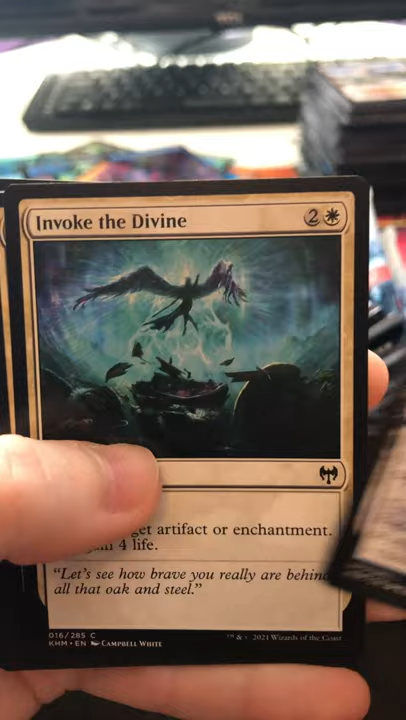 Invoke the Divine 2
get artifact or enchantment.
4 life.
"Let's see how brave you really are behind
all that oak and steel."
016/285 C
KHM • EN CAMPBELL WHITE
™ & © 2021 Wizards of the Coast